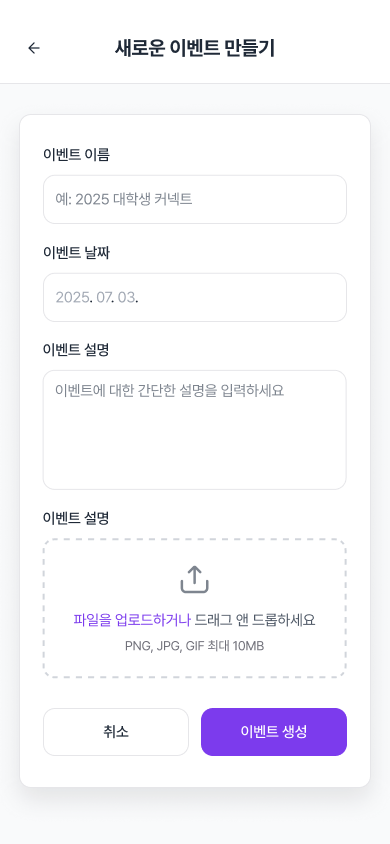 새로운 이벤트 만들기
이벤트 이름
예: 2025 대학생 커넥트
이벤트 날짜
2025. 07. 03.
이벤트 설명
이벤트에 대한 간단한 설명을 입력하세요
이벤트 설명
파일을 업로드하거나 드래그 앤 드롭하세요
PNG, JPG, GIF 최대 10MB
취소
이벤트 생성